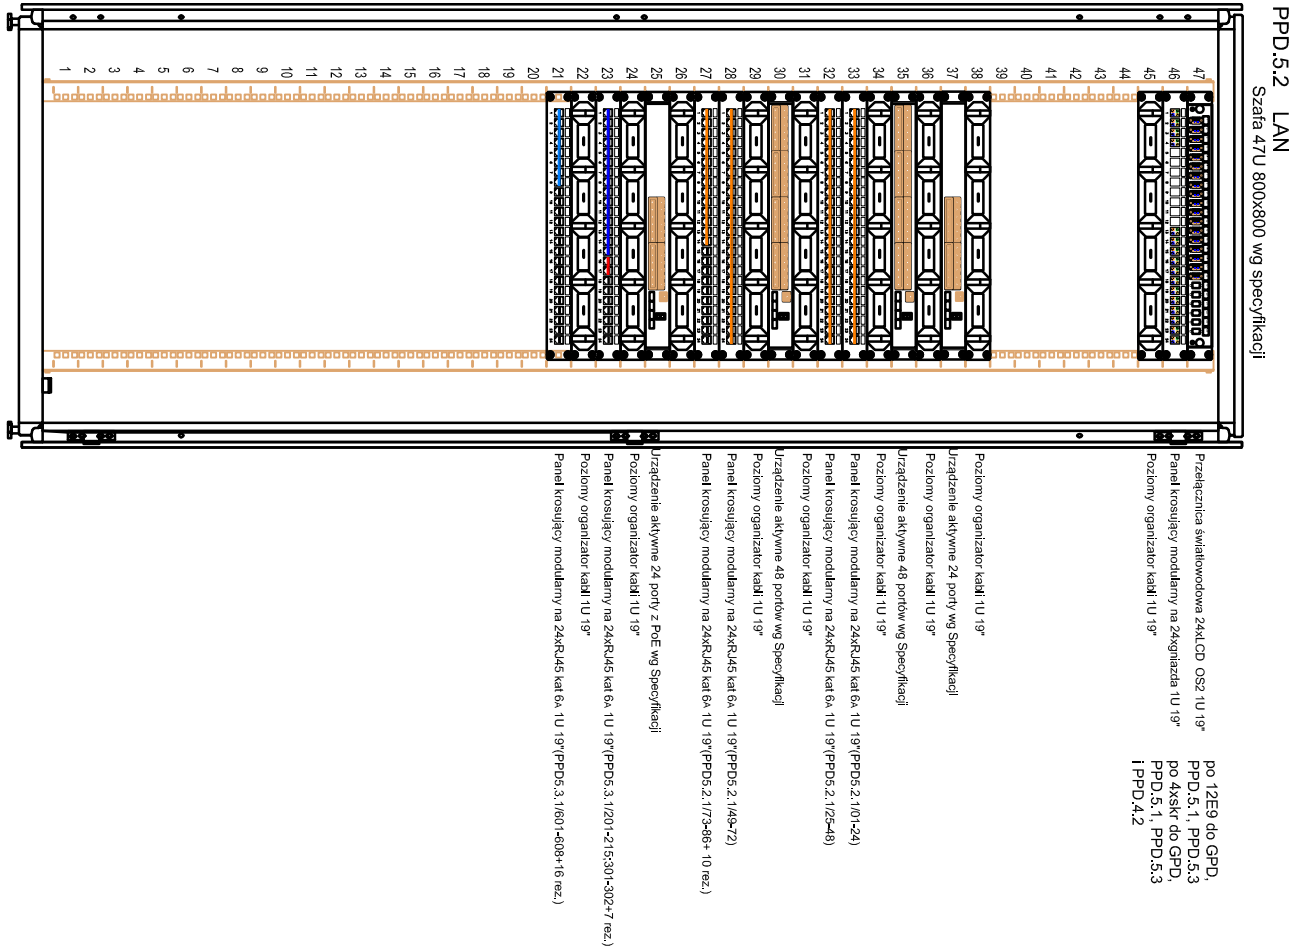 PPD.5.2 LAN
Szafa 47U 800x800 wg specyfikacji
47
46
45
44
43
42
41
40
39
38
37
36
35
34
33
32
31
30
29
28
27
26
25
24
23
22
21
20
19
18
17
16
15
14
13
12
11
10
9
8
7
6
5
4
3
2
1
Przełącznica światłowodowa 24xLCD OS2 1U 19"
Panel krosujący modularny na 24xgniazda 1U 19"
Poziomy organizator kabli 1U 19"
po 12E9 do GPD,
PPD.5.1, PPD.5.3
po 4xskr do GPD,
PPD.5.1, PPD.5.3
i PPD.4.2
Poziomy organizator kabli 1U 19"
Urządzenie aktywne 24 porty wg Specyfikacji
Poziomy organizator kabli 1U 19"
Urządzenie aktywne 48 portów wg Specyfikacji
Poziomy organizator kabli 1U 19"
Panel krosujący modularny na 24xRJ45 kat 6A 1U 19"(PPD5.2.1/01-24)
Panel krosujący modularny na 24xRJ45 kat 6A 1U 19"(PPD5.2.1/25-48)
Poziomy organizator kabli 1U 19"
Urządzenie aktywne 48 portów wg Specyfikacji
Poziomy organizator kabli 1U 19"
Panel krosujący modularny na 24xRJ45 kat 6A 1U 19"(PPD5.2.1/49-72)
Panel krosujący modularny na 24xRJ45 kat 6A 1U 19"(PPD5.2.1/73-86+ 10 rez.)
Urządzenie aktywne 24 porty z PoE wg Specyfikacji
Poziomy organizator kabli 1U 19"
Panel krosujący modularny na 24xRJ45 kat 6A 1U 19"(PPD5.3.1/201-215;301-302+7 rez.)
Poziomy organizator kabli 1U 19"
Panel krosujący modularny na 24xRJ45 kat 6A 1U 19"(PPD5.3.1/601-608+16 rez.)